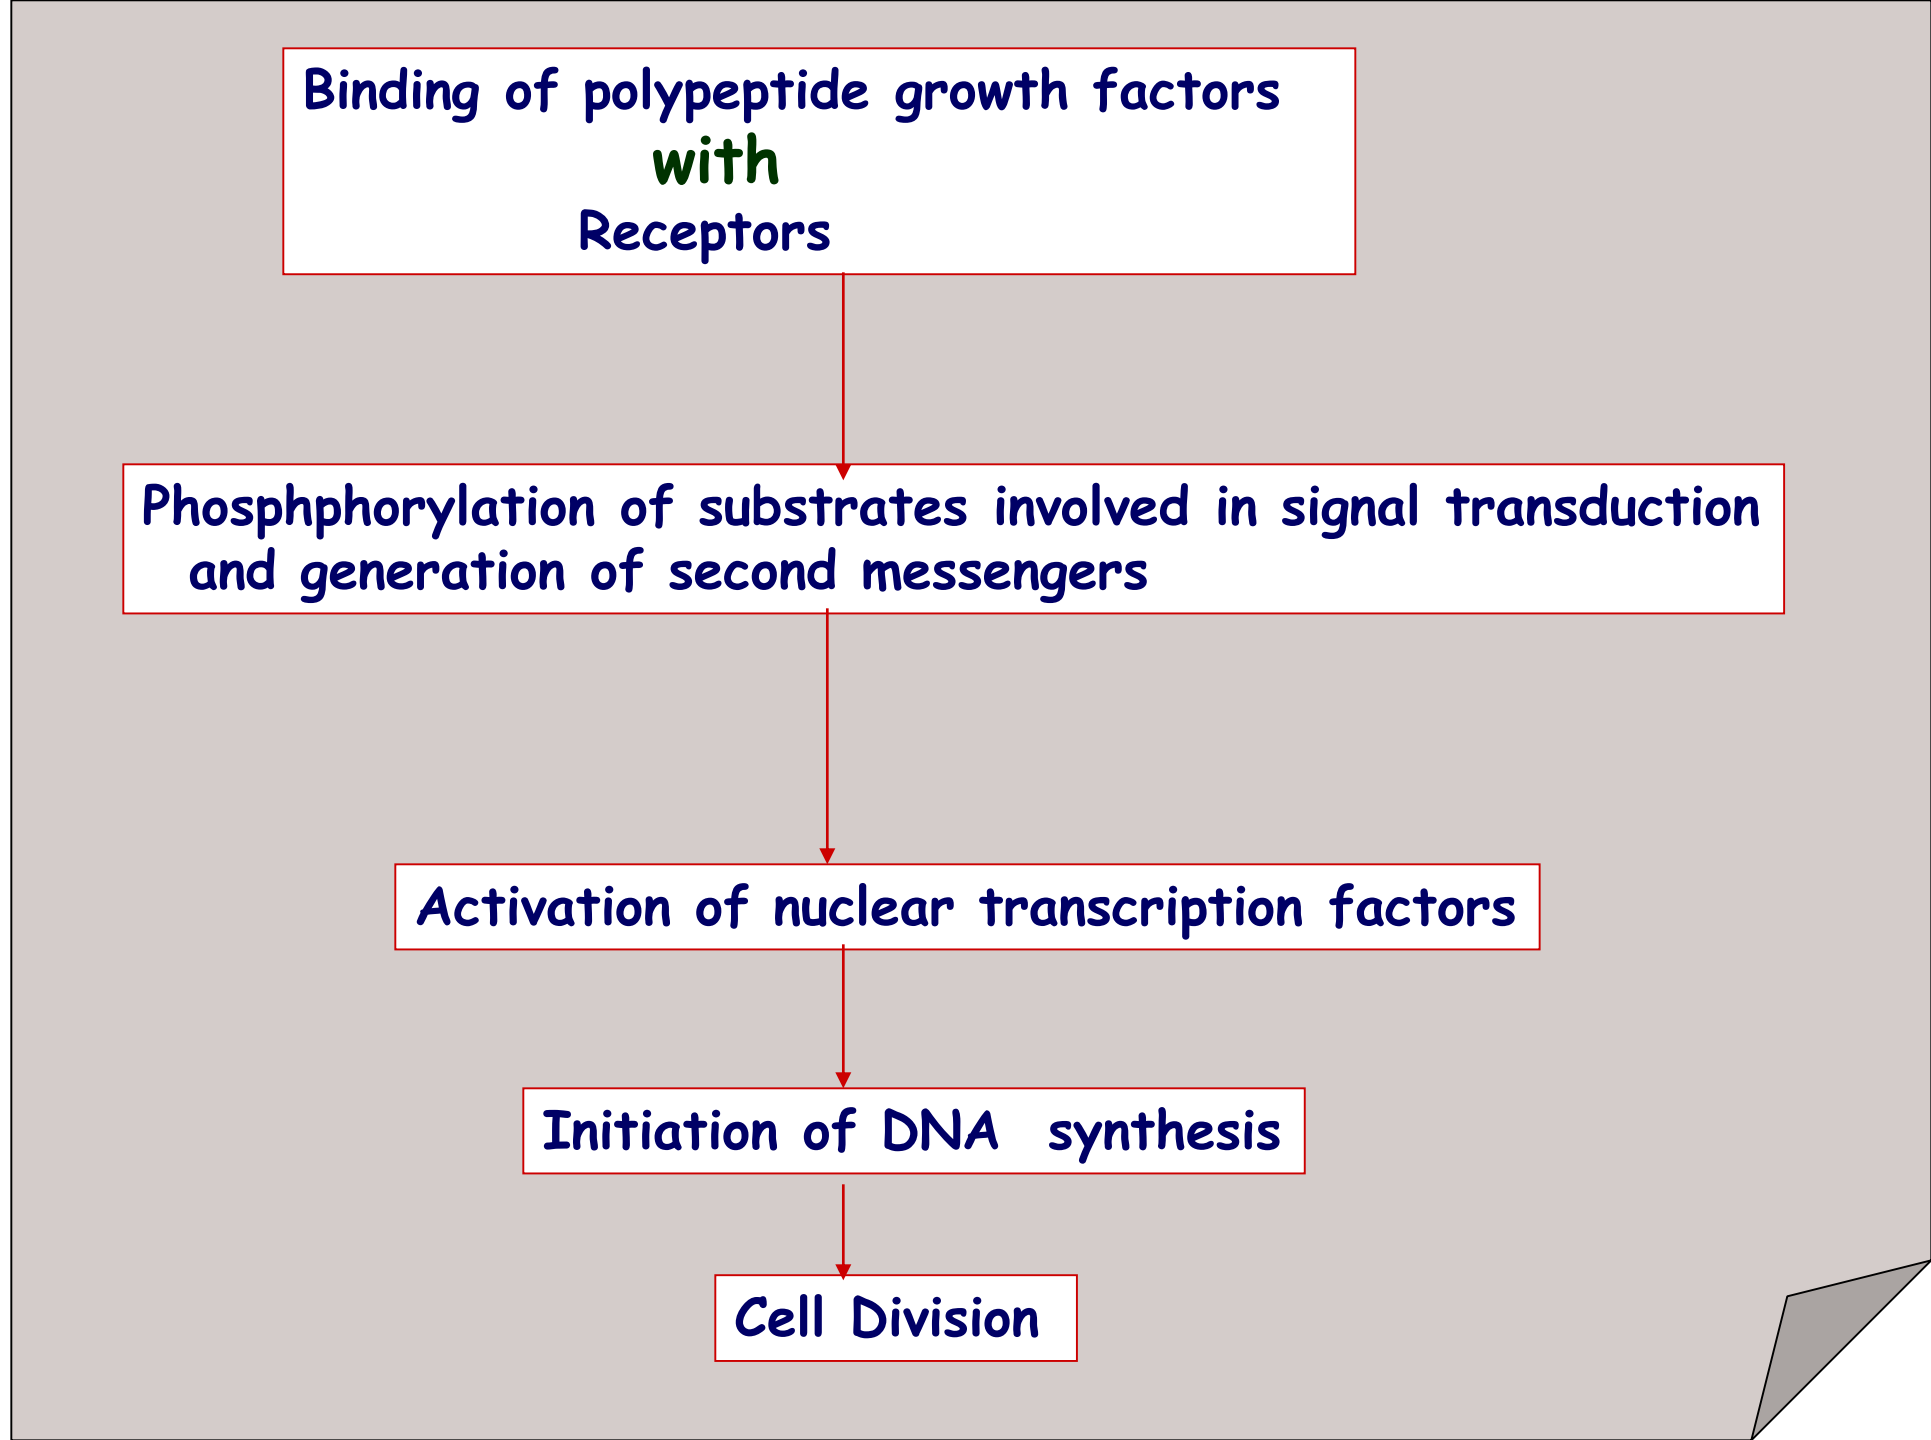 Binding of polypeptide growth factors
with
Receptors
Phosphphorylation of substrates involved in signal transduction
and generation of second messengers
Activation of nuclear transcription factors
Initiation of DNA synthesis
Cell Division